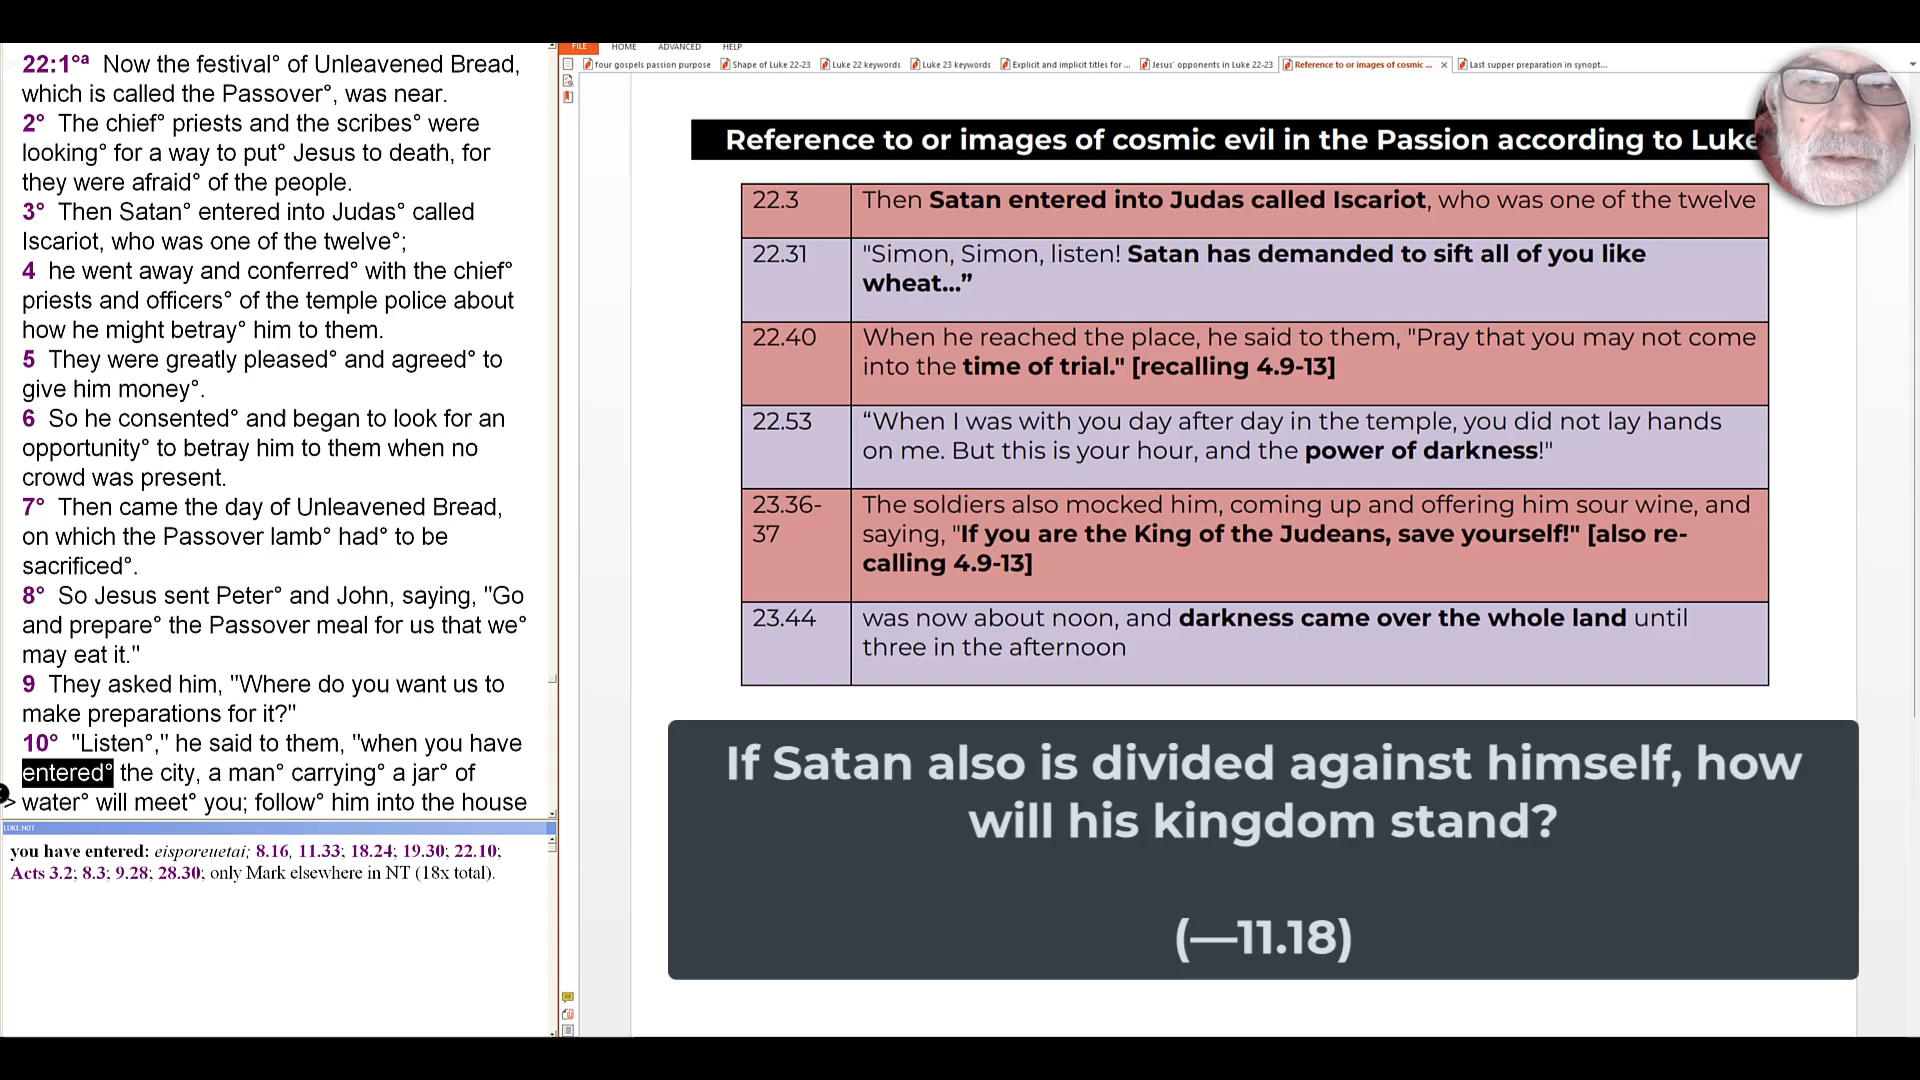 22:1°ª Now the festival° of Unleavened Bread,
which is called the Passover°, was near.
2° The chief° priests and the scribes° were
looking° for a way to put° Jesus to death, for
they were afraid° of the people.
3° Then Satan° entered into Judas° called
Iscariot, who was one of the twelve°;
4 he went away and conferred° with the chief°
priests and officers° of the temple police about
how he might betray° him to them.
5 They were greatly pleased° and agreed° to
give him money°.
6 So he consented° and began to look for an
opportunity° to betray him to them when no
crowd was present.
7° Then came the day of Unleavened Bread,
on which the Passover lamb° had° to be
sacrificed°.
8° So Jesus sent Peter° and John, saying, "Go
and prepare° the Passover meal for us that we°
may eat it."
9 They asked him, "Where do you want us to
make preparations for it?"
10° "Listen°," he said to them, "when you have
entered° the city, a man° carrying° a jar° of
water° will meet° you; follow° him into the house
LUKE.NOT
you have entered: eisporeuetai; 8.16, 11.33; 18.24; 19.30; 22.10;
Acts 3.2; 8.3; 9.28; 28.30; only Mark elsewhere in NT (18x total).
FILE HOME ADVANCED HELP
four gospels passion purpose Shape of Luke 22-23 Luke 22 keywords Luke 23 keywords Explicit and implicit titles for ... Jesus' opponents in Luke 22-23 Reference to or images of cosmic ... Last supper preparation in synopt...
Reference to or images of cosmic evil in the Passion according to Luke
22.3 Then Satan entered into Judas called Iscariot, who was one of the twelve
22.31 "Simon, Simon, listen! Satan has demanded to sift all of you like
wheat...”
22.40 When he reached the place, he said to them, "Pray that you may not come
into the time of trial." [recalling 4.9-13]
22.53 “When I was with you day after day in the temple, you did not lay hands
on me. But this is your hour, and the power of darkness!"
23.36- The soldiers also mocked him, coming up and offering him sour wine, and
37 saying, "If you are the King of the Judeans, save yourself!" [also re-
calling 4.9-13]
23.44 was now about noon, and darkness came over the whole land until
three in the afternoon
If Satan also is divided against himself, how
will his kingdom stand?
(—11.18)